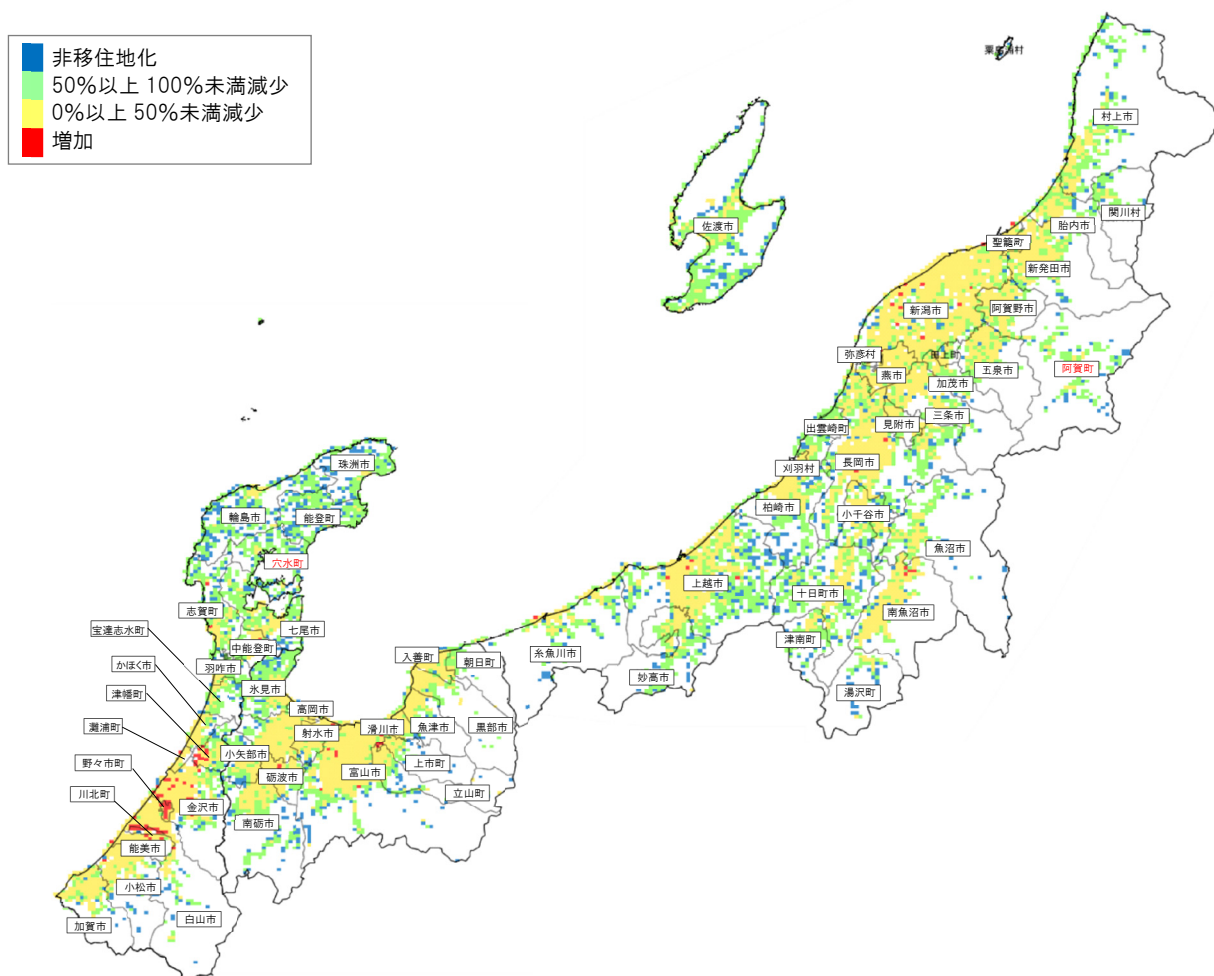 非移住地化
50%以上 100%未満減少
0%以上 50%未満減少
増加
村上市
関川村
胎内市
佐渡市
聖籠町
新発田市
新潟市
阿賀野市
弥彦村
燕市
五泉市
阿賀町
加茂市
三条市
出雲崎町
見附市
長岡市
刈羽村
珠洲市
柏崎市
小千谷市
輪島市
能登町
魚沼市
穴水町
上越市
十日町市
南魚沼市
志賀町
七尾市
宝達志水町
津南町
中能登町
糸魚川市
入善町
朝日町
かほく市
羽咋市
妙高市
氷見市
湯沢町
津幡町
高岡市
射水市
滑川市
魚津市
黒部市
灘浦町
小矢部市
上市町
野々市町
砺波市
富山市
立山町
川北町
金沢市
南砺市
能美市
小松市
白山市
加賀市